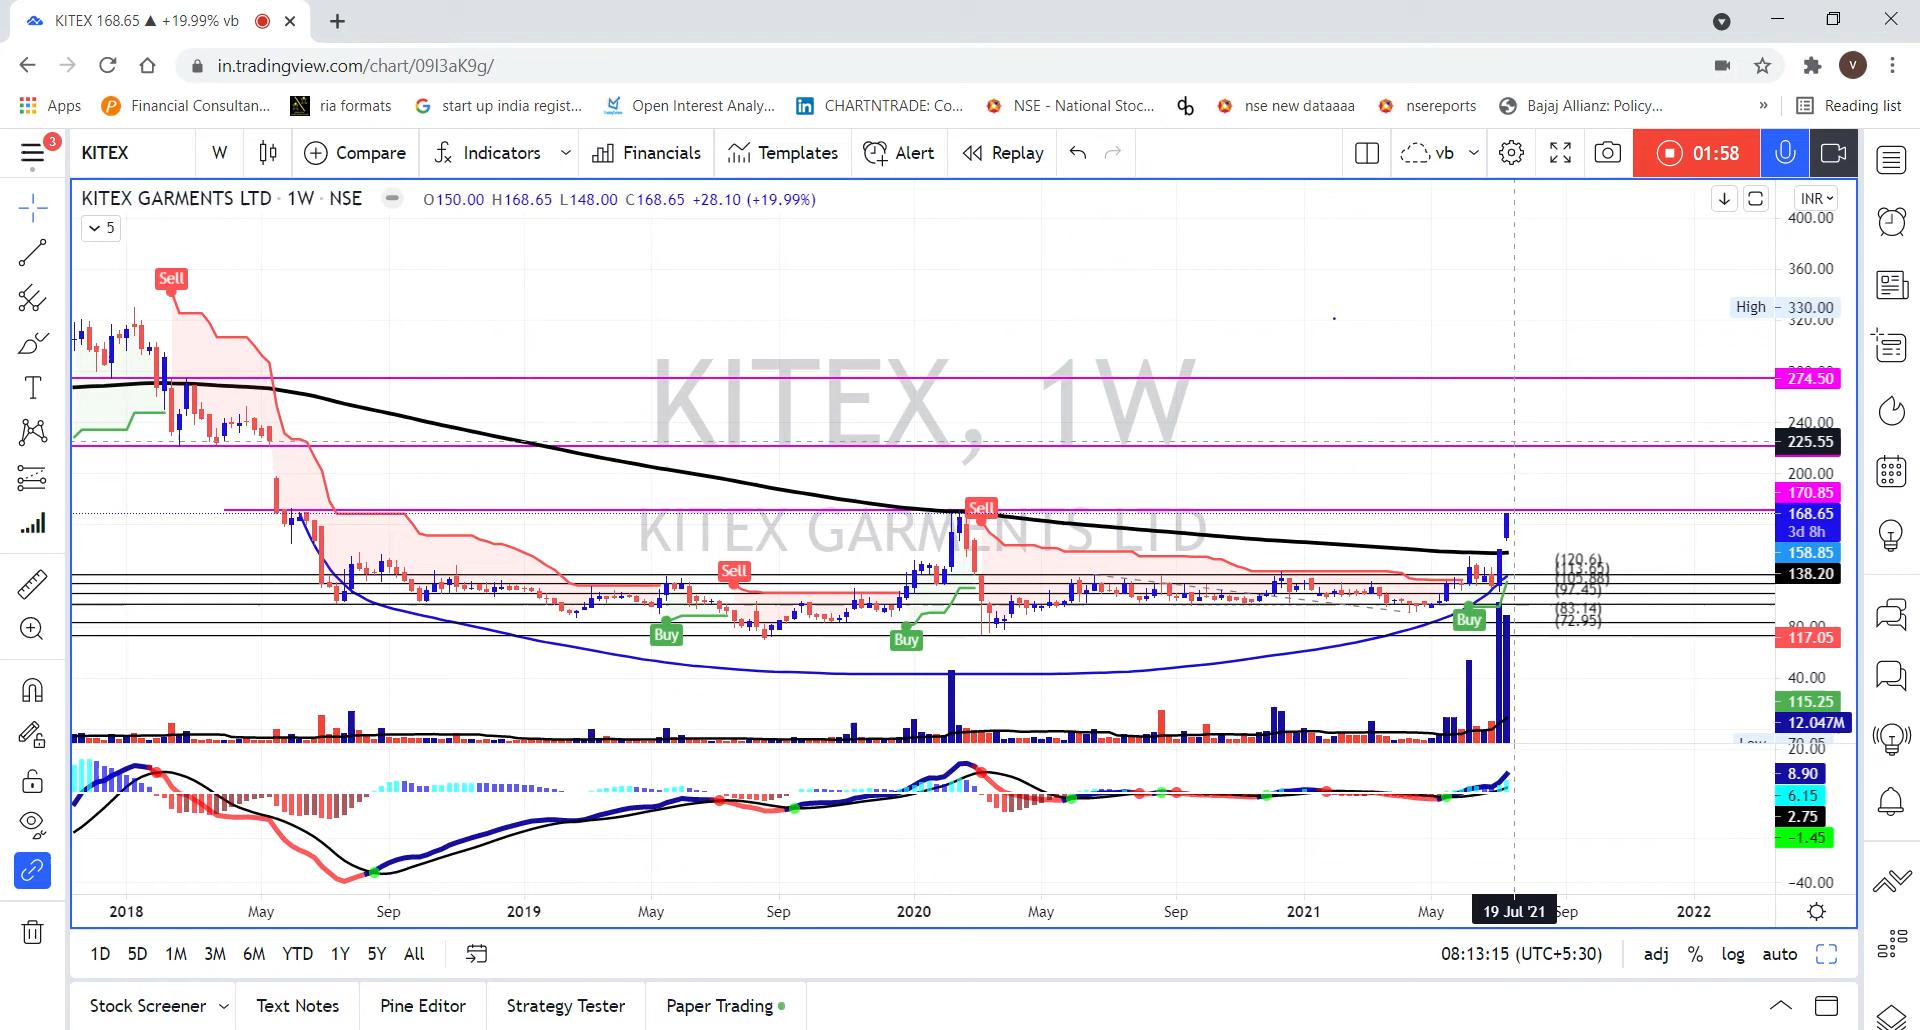 KITEX 168.65 ▲ +19.99% vb
in.tradingview.com/chart/09I3aK9g/
V
Apps
Financial Consultan...
ria formats
start up india regist...
Open Interest Analy...
CHARTNTRADE: Co...
NSE - National Stoc...
nse new dataaaa
nsereports
Bajaj Allianz: Policy...
»
Reading list
3
KITEX
W
Compare
Indicators
Financials
Templates
Alert
Replay
vb
01:58
KITEX GARMENTS LTD · 1W · NSE
O150.00 H168.65 L148.00 C168.65 +28.10 (+19.99%)
INR
5
400.00
360.00
High 330.00
320.00
274.50
240.00
225.55
200.00
170.85
168.65
3d 8h
158.85
138.20
117.05
40.00
115.25
12.047M
20.00
8.90
6.15
2.75
-1.45
-40.00
KITEX, 1W
KITEX GARMENTS LTD
Sell
Sell
Sell
Buy
Buy
Buy
(120.6)
(113.65)
(105.88)
(97.45)
(83.14)
(72.95)
2018
May
Sep
2019
May
Sep
2020
May
Sep
2021
May
19 Jul '21
Sep
2022
1D
5D
1M
3M
6M
YTD
1Y
5Y
All
08:13:15 (UTC+5:30)
adj
%
log
auto
Stock Screener
Text Notes
Pine Editor
Strategy Tester
Paper Trading